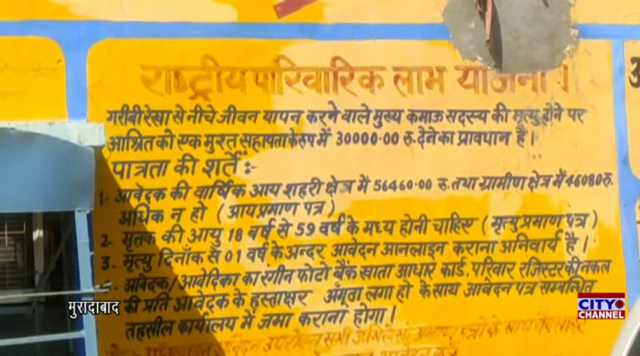 राष्ट्रीय पारिवारिक लाभ योजना ।
गरीबी रेखा से नीचे जीवन यापन करने वाले मुख्य कमाऊ सदस्य की मृत्यु होने पर
आश्रित को एक मुश्त सहायता के रुप में 30000.00 रु. देने का प्रावधान है ।
पात्रता की शर्तें :-
1. आवेदक की वार्षिक आय शहरी क्षेत्र में 56460.00 रु. तथा ग्रामीण क्षेत्र में 46080 रु.
अधिक न हो (आय प्रमाण पत्र)
2. मृतक की आयु 18 वर्ष से 59 वर्ष के मध्य होनी चाहिए (मृत्यु प्रमाण पत्र)
3. मृत्यु दिनाँक से 01 वर्ष के अन्दर आवेदन आनलाइन कराना अनिवार्य है ।
आवेदक/आवेदिका का रंगीन फोटो बैंक खाता आधार कार्ड, परिवार रजिस्टर की नकल
की प्रति आवेदक के हस्ताक्षर अँगूठा लगा हो के साथ आवेदन पत्र सम्बंधित
तहसील कार्यालय में जमा कराना होगा ।
मुरादाबाद
CITY CHANNEL